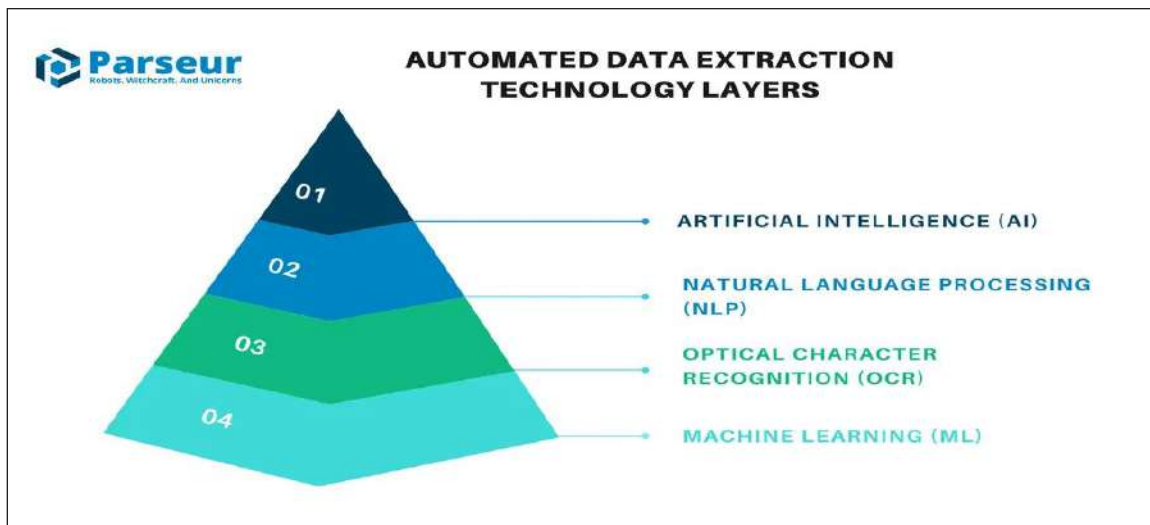 Parseur
Robots. Witchcraft. And Unicorns
AUTOMATED DATA EXTRACTION
TECHNOLOGY LAYERS
01
ARTIFICIAL INTELLIGENCE (AI)
02
NATURAL LANGUAGE PROCESSING
(NLP)
03
OPTICAL CHARACTER
RECOGNITION (OCR)
04
MACHINE LEARNING (ML)